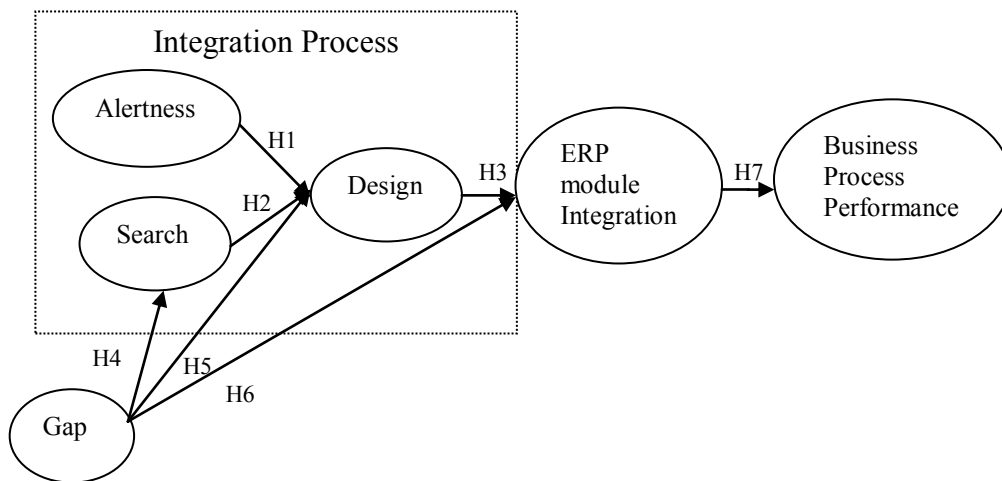 Integration Process
Alertness
H1
Search
H2
Design
H3
ERP
module
Integration
H7
Business
Process
Performance
H4
H5
H6
Gap